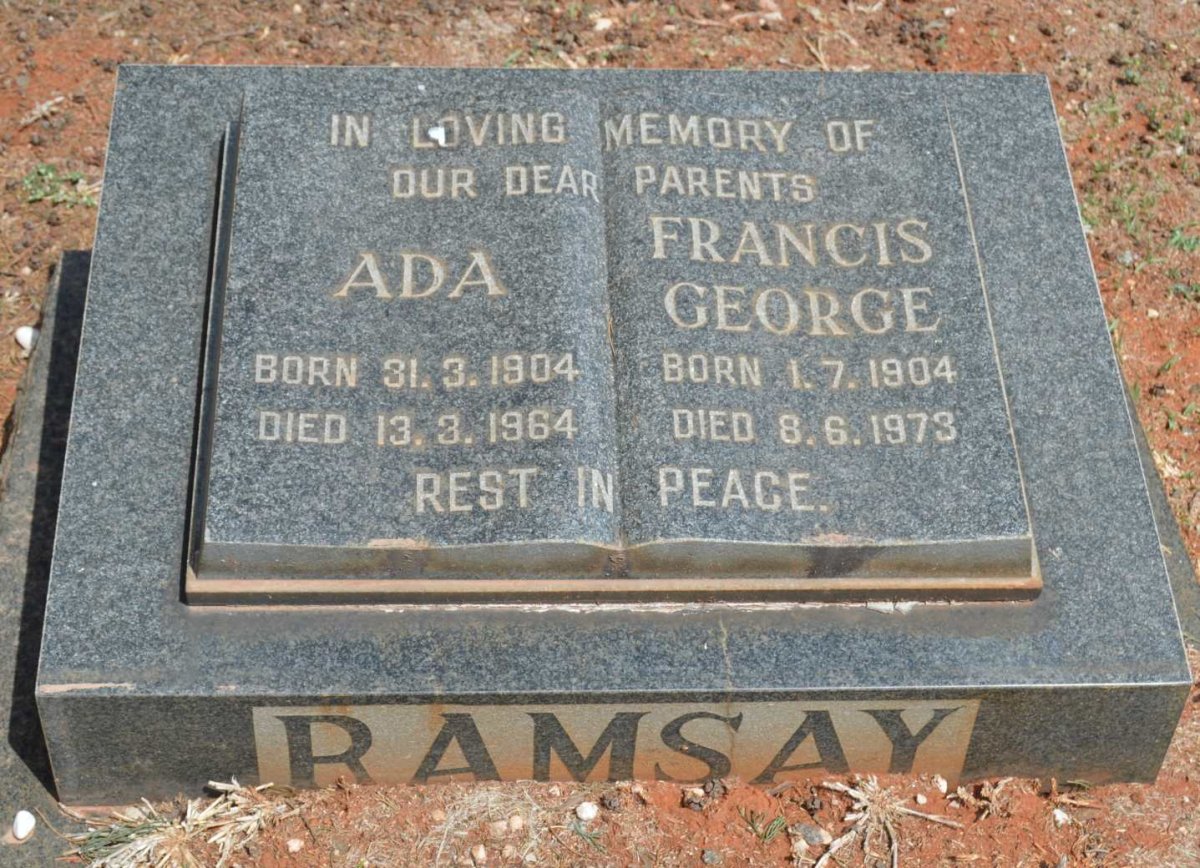 IN LOVING MEMORY OF
OUR DEAR PARENTS
ADA
BORN 31. 3. 1904
DIED 13. 3. 1964
FRANCIS
GEORGE
BORN 1. 7. 1904
DIED 8. 6. 1973
REST IN PEACE.
RAMSAY